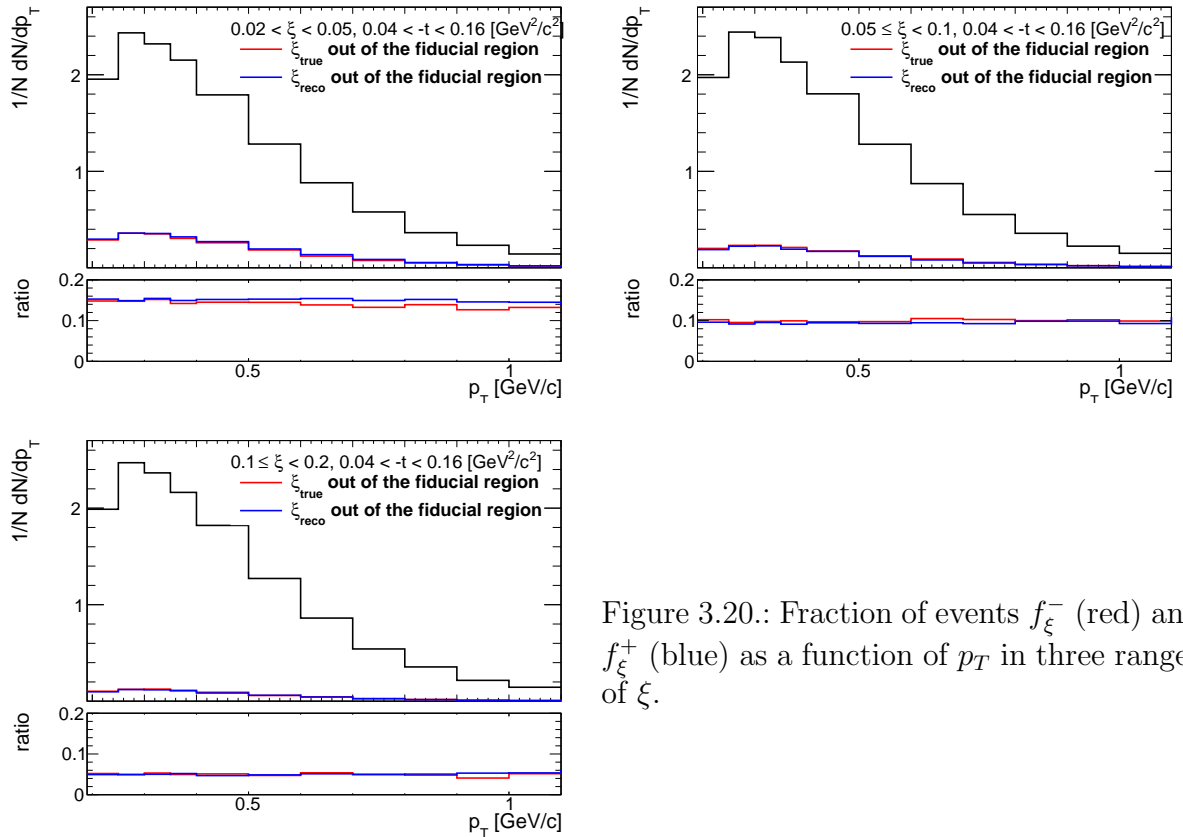 0.02 < ξ < 0.05, 0.04 < -t < 0.16 [GeV²/c²]
ξ_true out of the fiducial region
ξ_reco out of the fiducial region
1/N dN/dp_T
2
1
ratio
0.2
0.1
0
0.5
1
p_T [GeV/c]
0.05 ≤ ξ < 0.1, 0.04 < -t < 0.16 [GeV²/c²]
ξ_true out of the fiducial region
ξ_reco out of the fiducial region
1/N dN/dp_T
2
1
ratio
0.2
0.1
0
0.5
1
p_T [GeV/c]
0.1 ≤ ξ < 0.2, 0.04 < -t < 0.16 [GeV²/c²]
ξ_true out of the fiducial region
ξ_reco out of the fiducial region
1/N dN/dp_T
2
1
ratio
0.2
0.1
0
0.5
1
p_T [GeV/c]
Figure 3.20.: Fraction of events f_ξ^- (red) an
f_ξ^+ (blue) as a function of p_T in three range
of ξ.